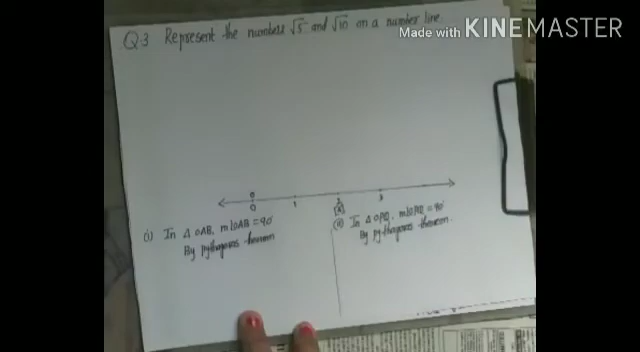 Made with KINEMASTER
Q3 Represent the numbers √5 and √10 on a number line.
O
0 1 2 3
(A)
(i) In △ OAB, m∟OAB = 90°
By pythagoras theorem
(ii) In △ OPQ, m∟OPQ = 90°
By pythagoras theorem.